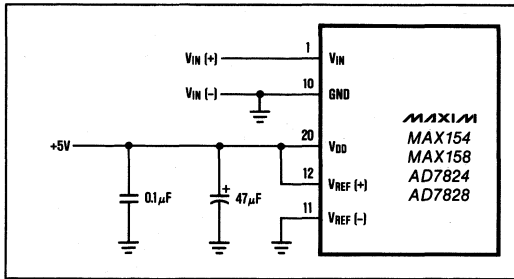 1
V_IN (+) V_IN
10
V_IN (-) GND
MAXIM
MAX154
MAX158
AD7824
AD7828
20
+5V V_DD
12
V_REF (+)
0.1µF
+
47µF
11
V_REF (-)